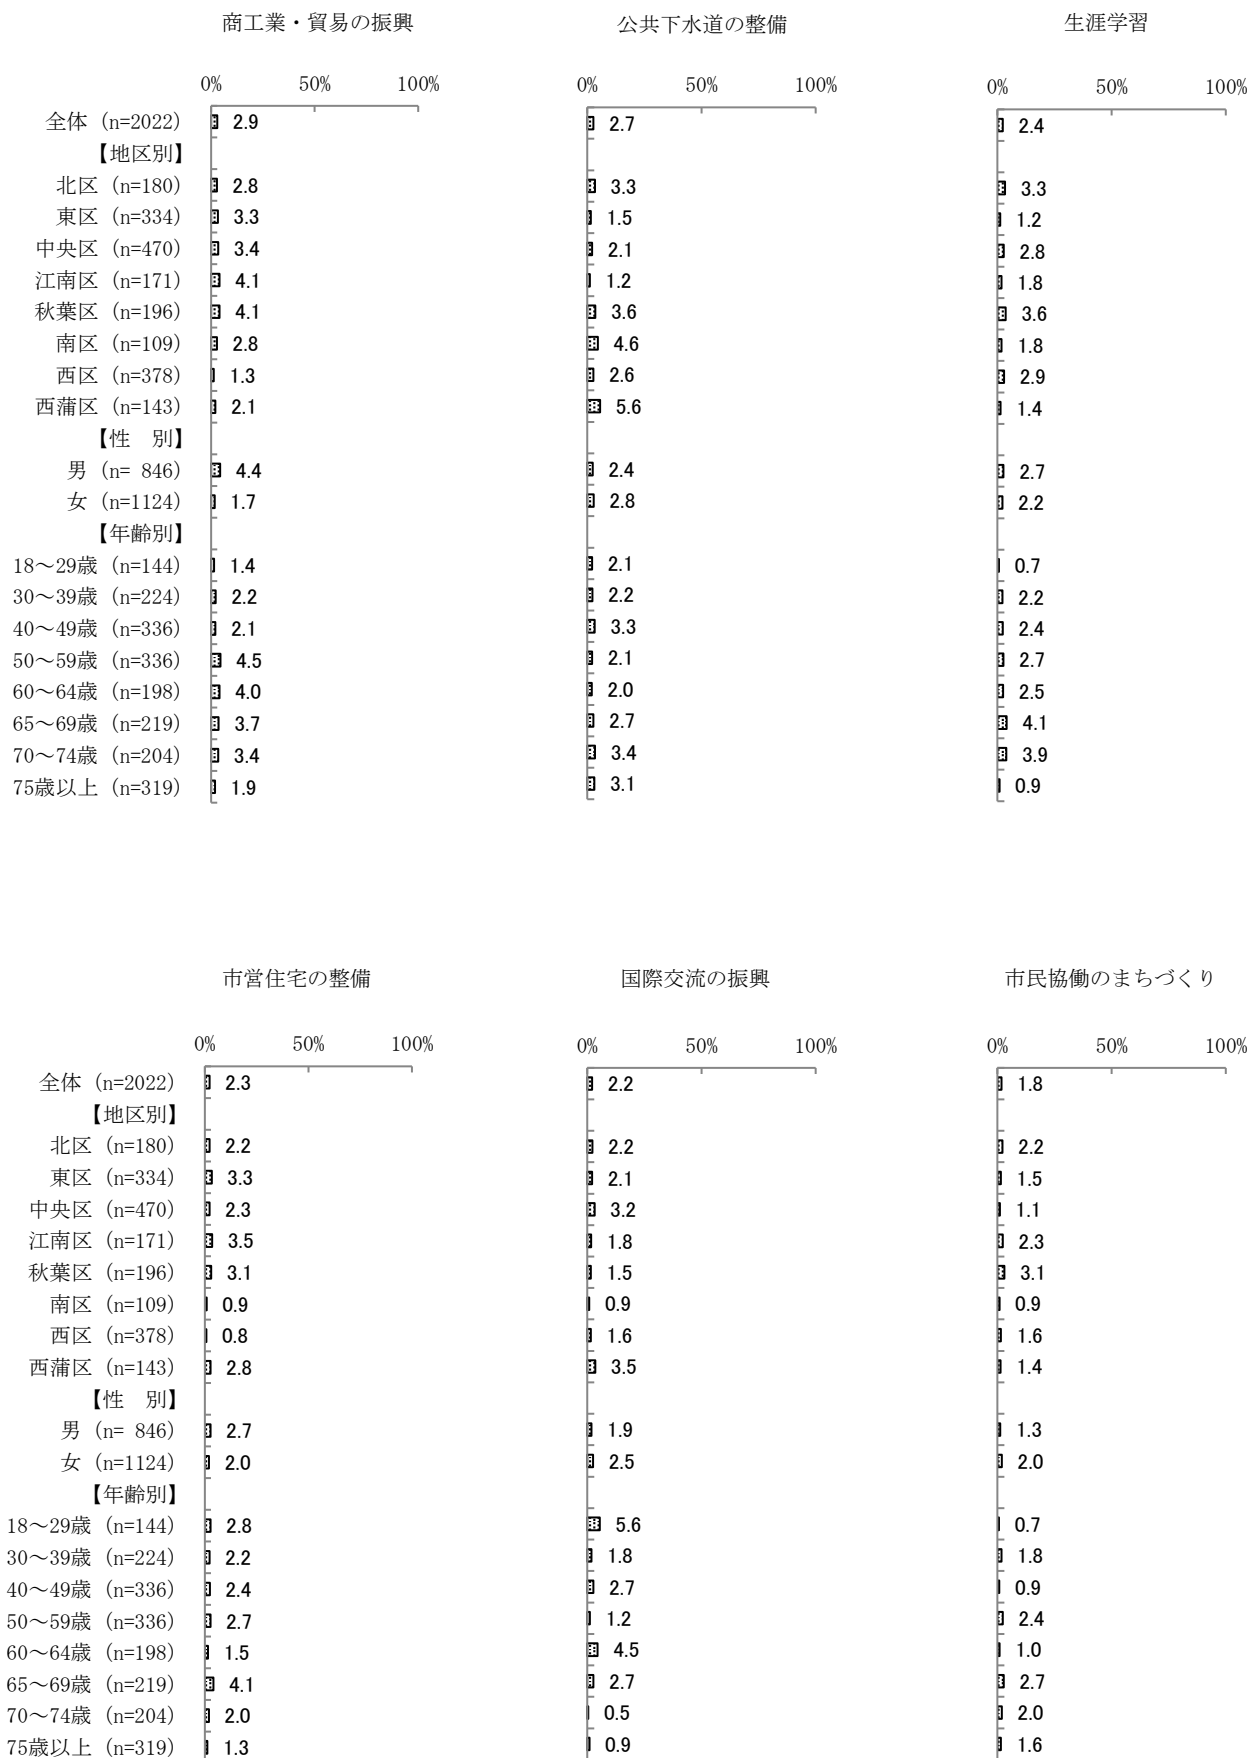 商工業・貿易の振興 公共下水道の整備 生涯学習
0% 50% 100% 0% 50% 100% 0% 50% 100%
全体 (n=2022) 2.9 2.7 2.4
【地区別】
北区 (n=180) 2.8 3.3 3.3
東区 (n=334) 3.3 1.5 1.2
中央区 (n=470) 3.4 2.1 2.8
江南区 (n=171) 4.1 1.2 1.8
秋葉区 (n=196) 4.1 3.6 3.6
南区 (n=109) 2.8 4.6 1.8
西区 (n=378) 1.3 2.6 2.9
西蒲区 (n=143) 2.1 5.6 1.4
【性　別】
男 (n= 846) 4.4 2.4 2.7
女 (n=1124) 1.7 2.8 2.2
【年齢別】
18～29歳 (n=144) 1.4 2.1 0.7
30～39歳 (n=224) 2.2 2.2 2.2
40～49歳 (n=336) 2.1 3.3 2.4
50～59歳 (n=336) 4.5 2.1 2.7
60～64歳 (n=198) 4.0 2.0 2.5
65～69歳 (n=219) 3.7 2.7 4.1
70～74歳 (n=204) 3.4 3.4 3.9
75歳以上 (n=319) 1.9 3.1 0.9
市営住宅の整備 国際交流の振興 市民協働のまちづくり
0% 50% 100% 0% 50% 100% 0% 50% 100%
全体 (n=2022) 2.3 2.2 1.8
【地区別】
北区 (n=180) 2.2 2.2 2.2
東区 (n=334) 3.3 2.1 1.5
中央区 (n=470) 2.3 3.2 1.1
江南区 (n=171) 3.5 1.8 2.3
秋葉区 (n=196) 3.1 1.5 3.1
南区 (n=109) 0.9 0.9 0.9
西区 (n=378) 0.8 1.6 1.6
西蒲区 (n=143) 2.8 3.5 1.4
【性　別】
男 (n= 846) 2.7 1.9 1.3
女 (n=1124) 2.0 2.5 2.0
【年齢別】
18～29歳 (n=144) 2.8 5.6 0.7
30～39歳 (n=224) 2.2 1.8 1.8
40～49歳 (n=336) 2.4 2.7 0.9
50～59歳 (n=336) 2.7 1.2 2.4
60～64歳 (n=198) 1.5 4.5 1.0
65～69歳 (n=219) 4.1 2.7 2.7
70～74歳 (n=204) 2.0 0.5 2.0
75歳以上 (n=319) 1.3 0.9 1.6